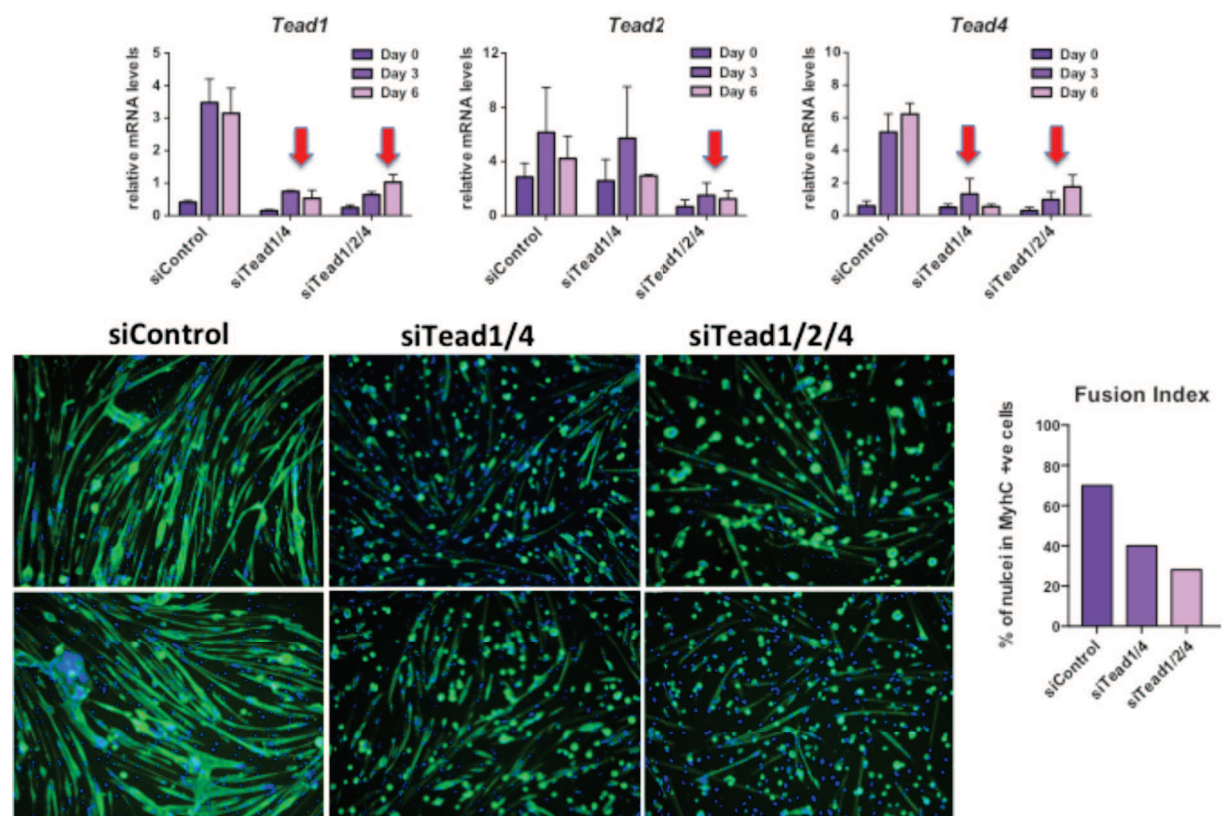 Tead1
5
4
3
2
1
0
relative mRNA levels
Day 0
Day 3
Day 6
siControl
siTead1/4
siTead1/2/4
Tead2
12
8
4
0
relative mRNA levels
Day 0
Day 3
Day 6
siControl
siTead1/4
siTead1/2/4
Tead4
10
8
6
4
2
0
relative mRNA levels
Day 0
Day 3
Day 6
siControl
siTead1/4
siTead1/2/4
siControl
siTead1/4
siTead1/2/4
Fusion Index
100
80
60
40
20
0
% of nulcei in MyhC +ve cells
siControl
siTead1/4
siTead1/2/4